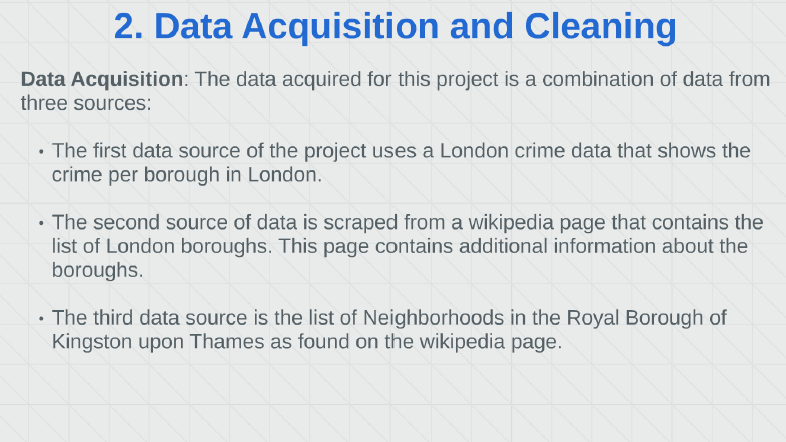 2. Data Acquisition and Cleaning
Data Acquisition: The data acquired for this project is a combination of data from
three sources:
• The first data source of the project uses a London crime data that shows the
crime per borough in London.
• The second source of data is scraped from a wikipedia page that contains the
list of London boroughs. This page contains additional information about the
boroughs.
• The third data source is the list of Neighborhoods in the Royal Borough of
Kingston upon Thames as found on the wikipedia page.